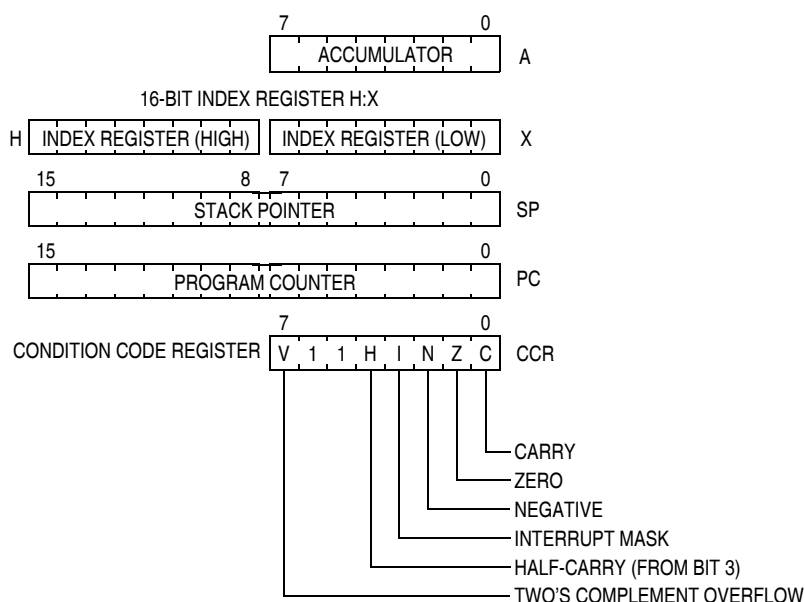 7 0
ACCUMULATOR A
16-BIT INDEX REGISTER H:X
H INDEX REGISTER (HIGH) INDEX REGISTER (LOW) X
15 8 7 0
STACK POINTER SP
15 0
PROGRAM COUNTER PC
7 0
CONDITION CODE REGISTER V 1 1 H I N Z C CCR
CARRY
ZERO
NEGATIVE
INTERRUPT MASK
HALF-CARRY (FROM BIT 3)
TWO'S COMPLEMENT OVERFLOW